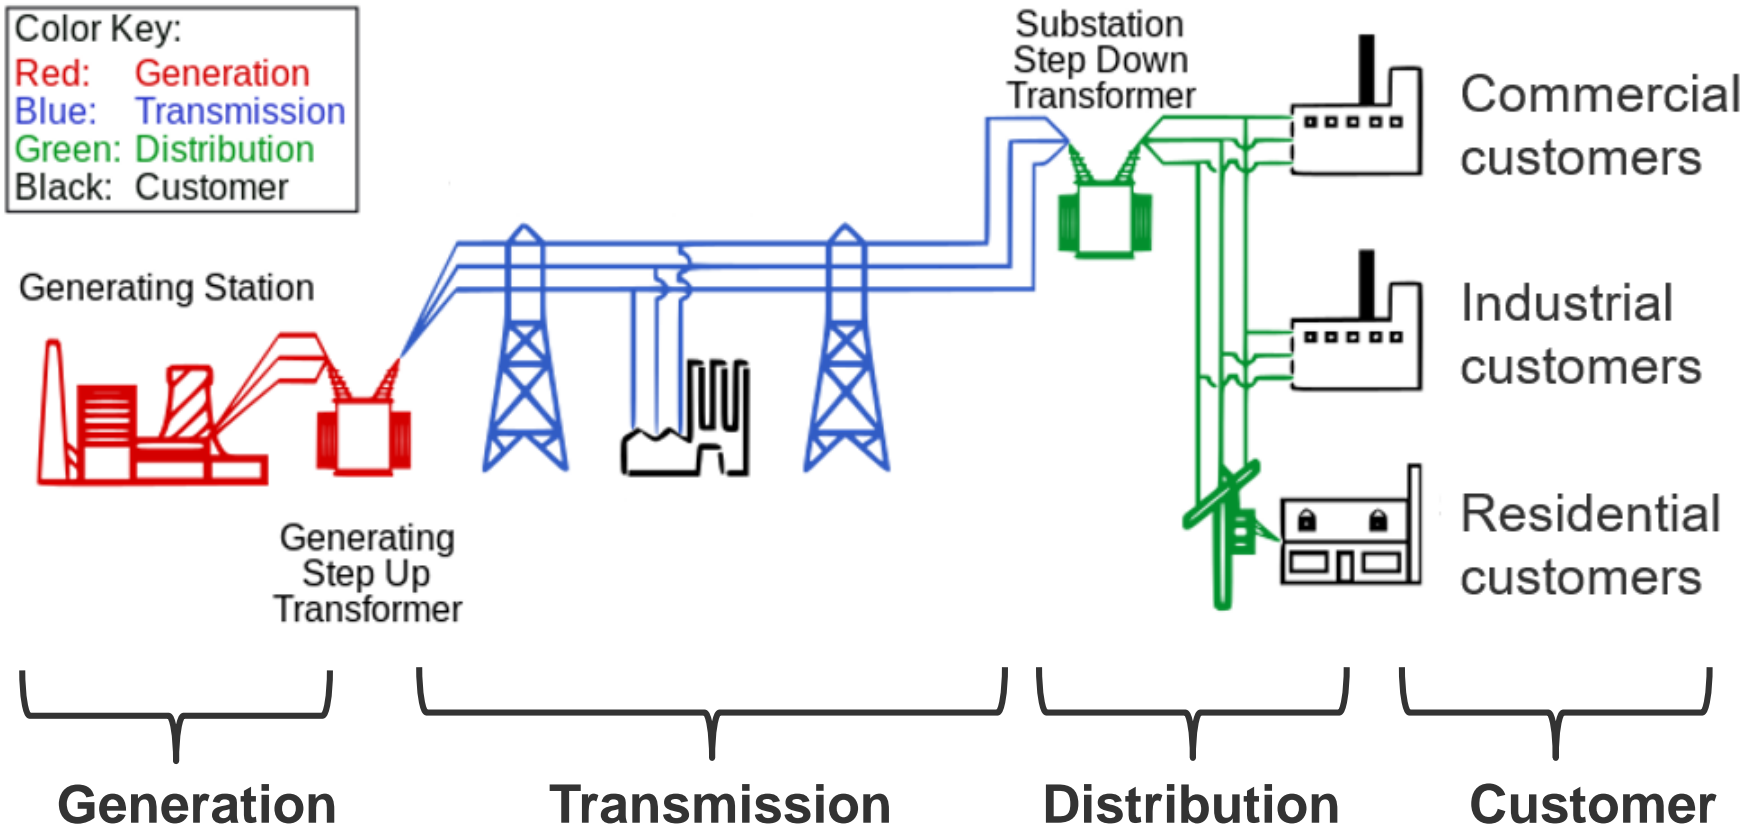 Color Key:
Red: Generation
Blue: Transmission
Green: Distribution
Black: Customer
Substation
Step Down
Transformer
Commercial
customers
Generating Station
Industrial
customers
Generating
Step Up
Transformer
Residential
customers
Generation
Transmission
Distribution
Customer